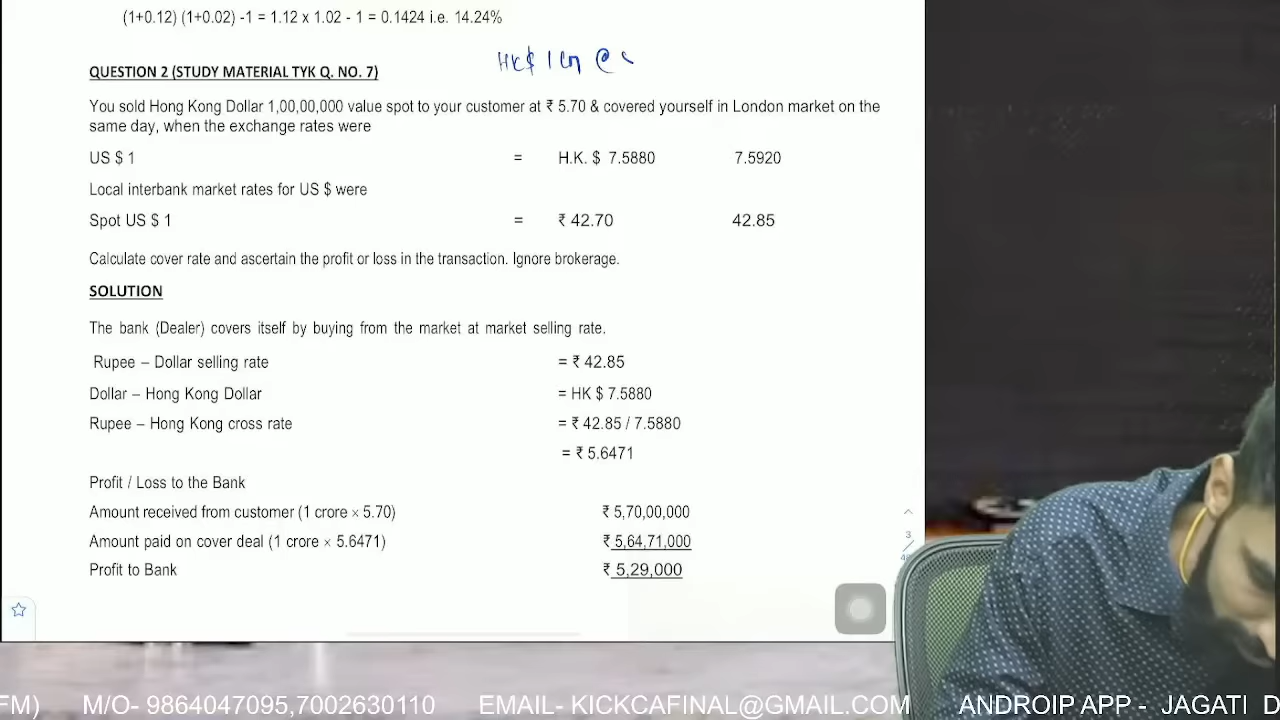 (1+0.12) (1+0.02) -1 = 1.12 x 1.02 - 1 = 0.1424 i.e. 14.24%
HK$ 1 Cr @
QUESTION 2 (STUDY MATERIAL TYK Q. NO. 7)
You sold Hong Kong Dollar 1,00,00,000 value spot to your customer at ₹ 5.70 & covered yourself in London market on the
same day, when the exchange rates were
US $ 1 = H.K. $ 7.5880 7.5920
Local interbank market rates for US $ were
Spot US $ 1 = ₹ 42.70 42.85
Calculate cover rate and ascertain the profit or loss in the transaction. Ignore brokerage.
SOLUTION
The bank (Dealer) covers itself by buying from the market at market selling rate.
Rupee – Dollar selling rate = ₹ 42.85
Dollar – Hong Kong Dollar = HK $ 7.5880
Rupee – Hong Kong cross rate = ₹ 42.85 / 7.5880
= ₹ 5.6471
Profit / Loss to the Bank
Amount received from customer (1 crore × 5.70) ₹ 5,70,00,000
Amount paid on cover deal (1 crore × 5.6471) ₹ 5,64,71,000
Profit to Bank ₹ 5,29,000
3
FM) M/O- 9864047095,7002630110 EMAIL- KICKCAFINAL@GMAIL.COM ANDROIP APP - JAGATI D